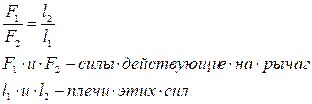 F₁/F₂ = l₂/l₁
F₁·и·F₂ – силы·действующие·на·рычаг
l₁·и·l₂ – плечи·этих·сил